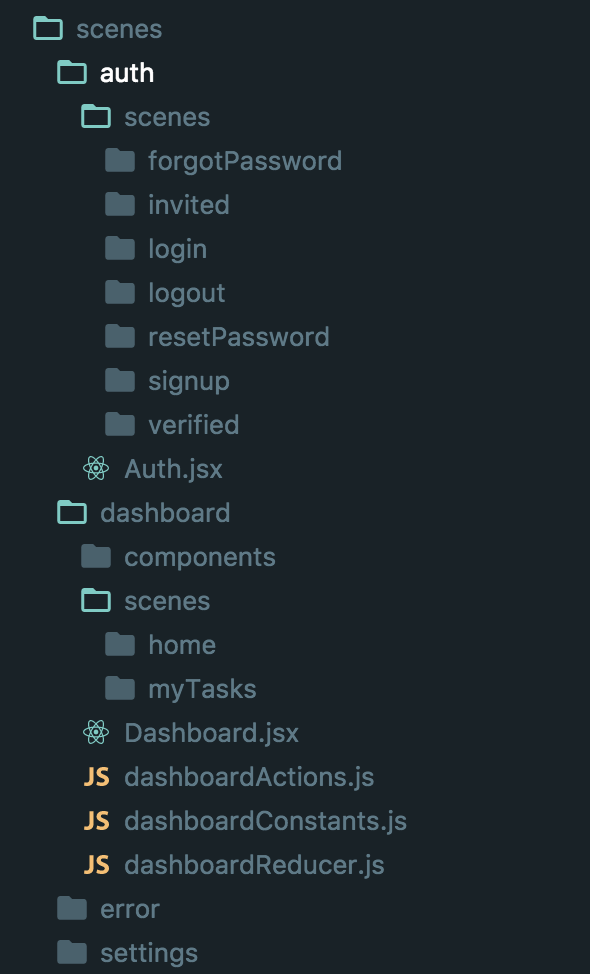 scenes
auth
scenes
forgotPassword
invited
login
logout
resetPassword
signup
verified
Auth.jsx
dashboard
components
scenes
home
myTasks
Dashboard.jsx
JS dashboardActions.js
JS dashboardConstants.js
JS dashboardReducer.js
error
settings